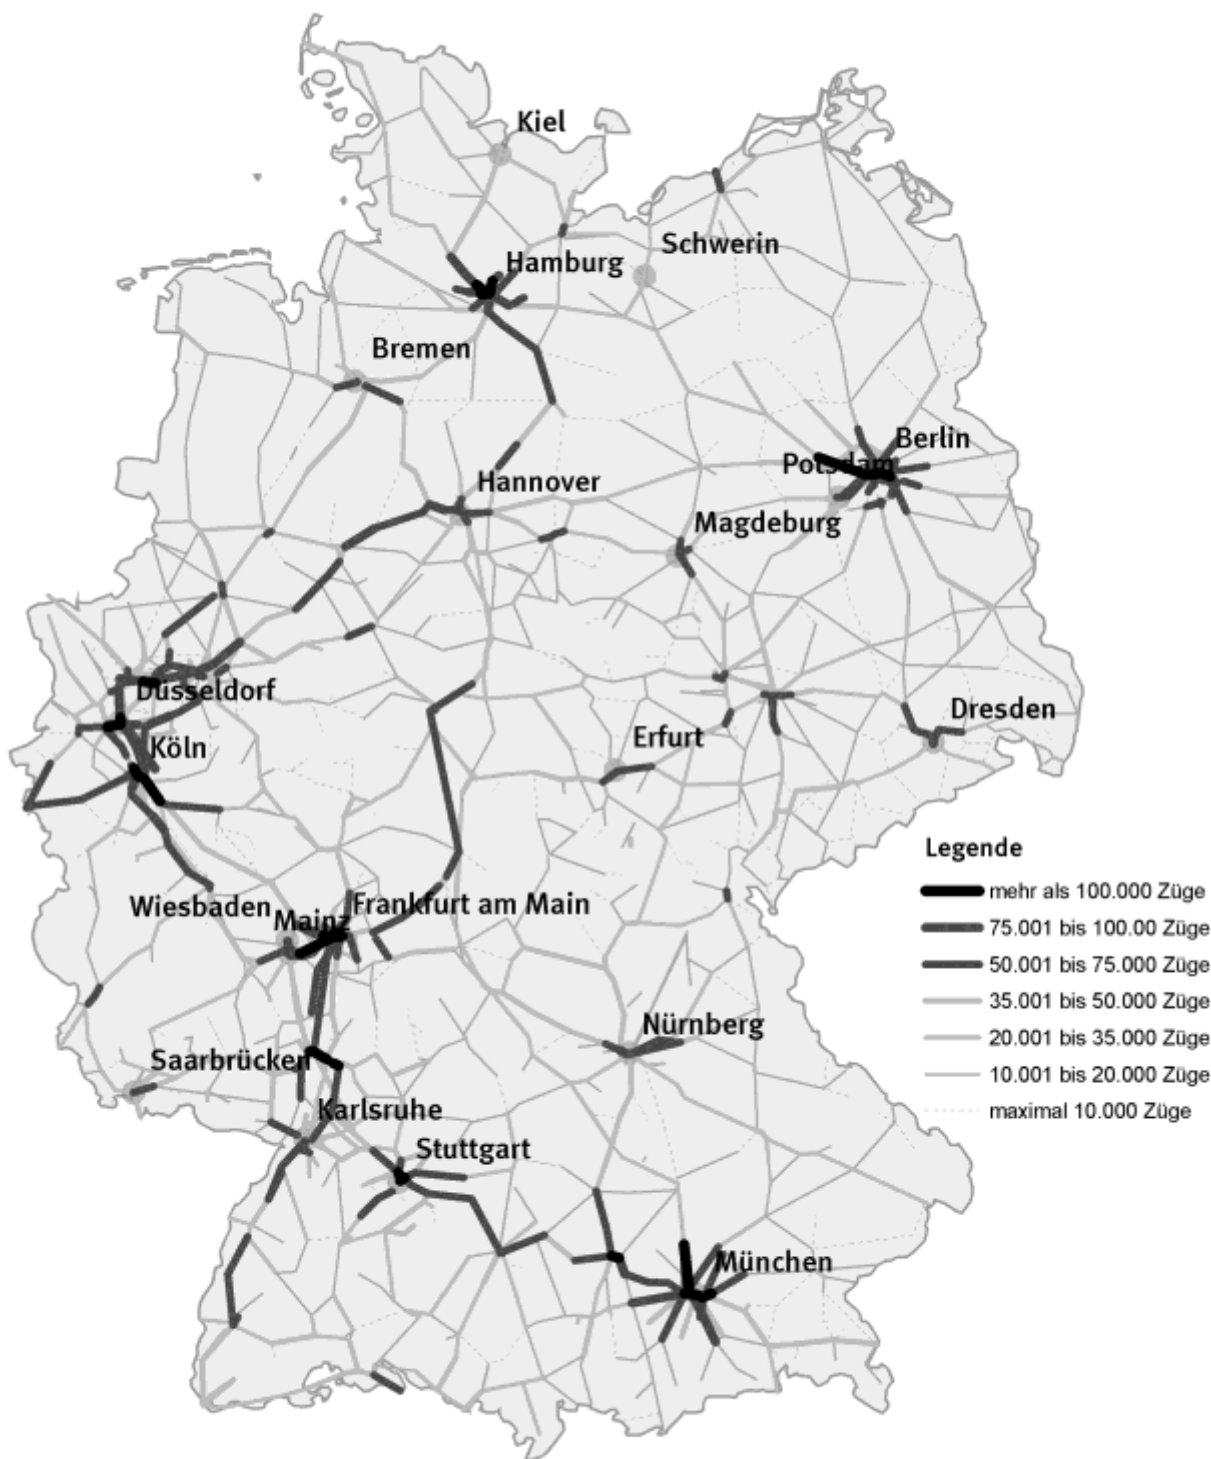 Kiel
Schwerin
Hamburg
Bremen
Berlin
Potsdam
Hannover
Magdeburg
Düsseldorf
Dresden
Erfurt
Köln
Legende
mehr als 100.000 Züge
75.001 bis 100.00 Züge
50.001 bis 75.000 Züge
35.001 bis 50.000 Züge
20.001 bis 35.000 Züge
10.001 bis 20.000 Züge
maximal 10.000 Züge
Wiesbaden
Mainz
Frankfurt am Main
Nürnberg
Saarbrücken
Karlsruhe
Stuttgart
München